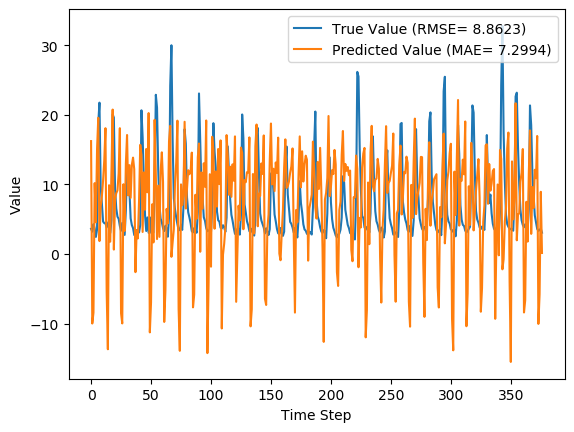 True Value (RMSE= 8.8623)
Predicted Value (MAE= 7.2994)
30
20
10
0
−10
Value
0 50 100 150 200 250 300 350
Time Step